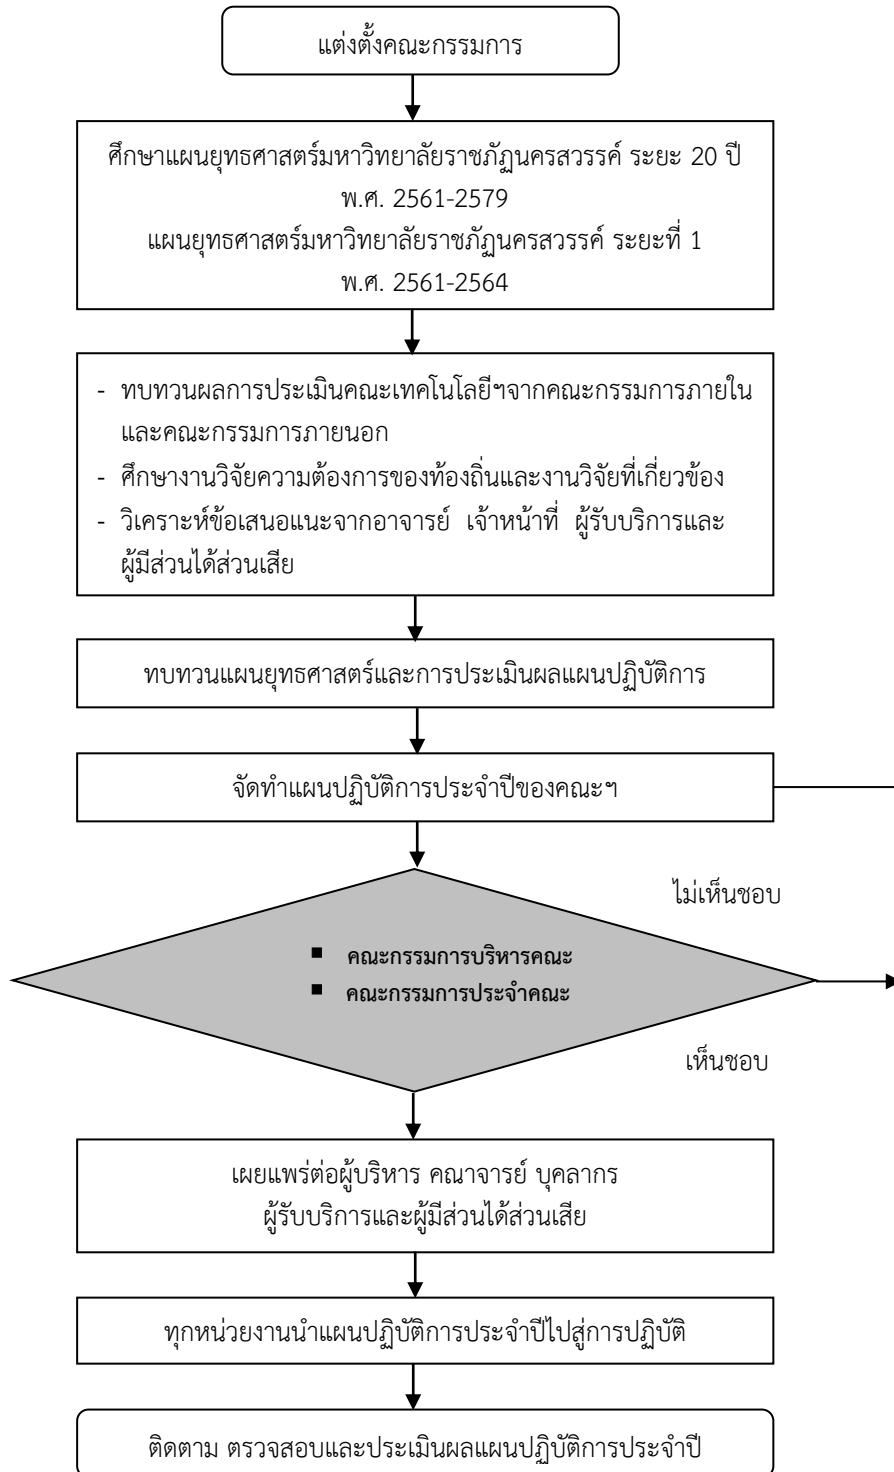 แต่งตั้งคณะกรรมการ
ศึกษาแผนยุทธศาสตร์มหาวิทยาลัยราชภัฏนครสวรรค์ ระยะ 20 ปี
พ.ศ. 2561-2579
แผนยุทธศาสตร์มหาวิทยาลัยราชภัฏนครสวรรค์ ระยะที่ 1
พ.ศ. 2561-2564
- ทบทวนผลการประเมินคณะเทคโนโลยีฯจากคณะกรรมการภายใน
และคณะกรรมการภายนอก
- ศึกษางานวิจัยความต้องการของท้องถิ่นและงานวิจัยที่เกี่ยวข้อง
- วิเคราะห์ข้อเสนอแนะจากอาจารย์ เจ้าหน้าที่ ผู้รับบริการและ
ผู้มีส่วนได้ส่วนเสีย
ทบทวนแผนยุทธศาสตร์และการประเมินผลแผนปฏิบัติการ
จัดทำแผนปฏิบัติการประจำปีของคณะฯ
ไม่เห็นชอบ
▪ คณะกรรมการบริหารคณะ
▪ คณะกรรมการประจำคณะ
เห็นชอบ
เผยแพร่ต่อผู้บริหาร คณาจารย์ บุคลากร
ผู้รับบริการและผู้มีส่วนได้ส่วนเสีย
ทุกหน่วยงานนำแผนปฏิบัติการประจำปีไปสู่การปฏิบัติ
ติดตาม ตรวจสอบและประเมินผลแผนปฏิบัติการประจำปี